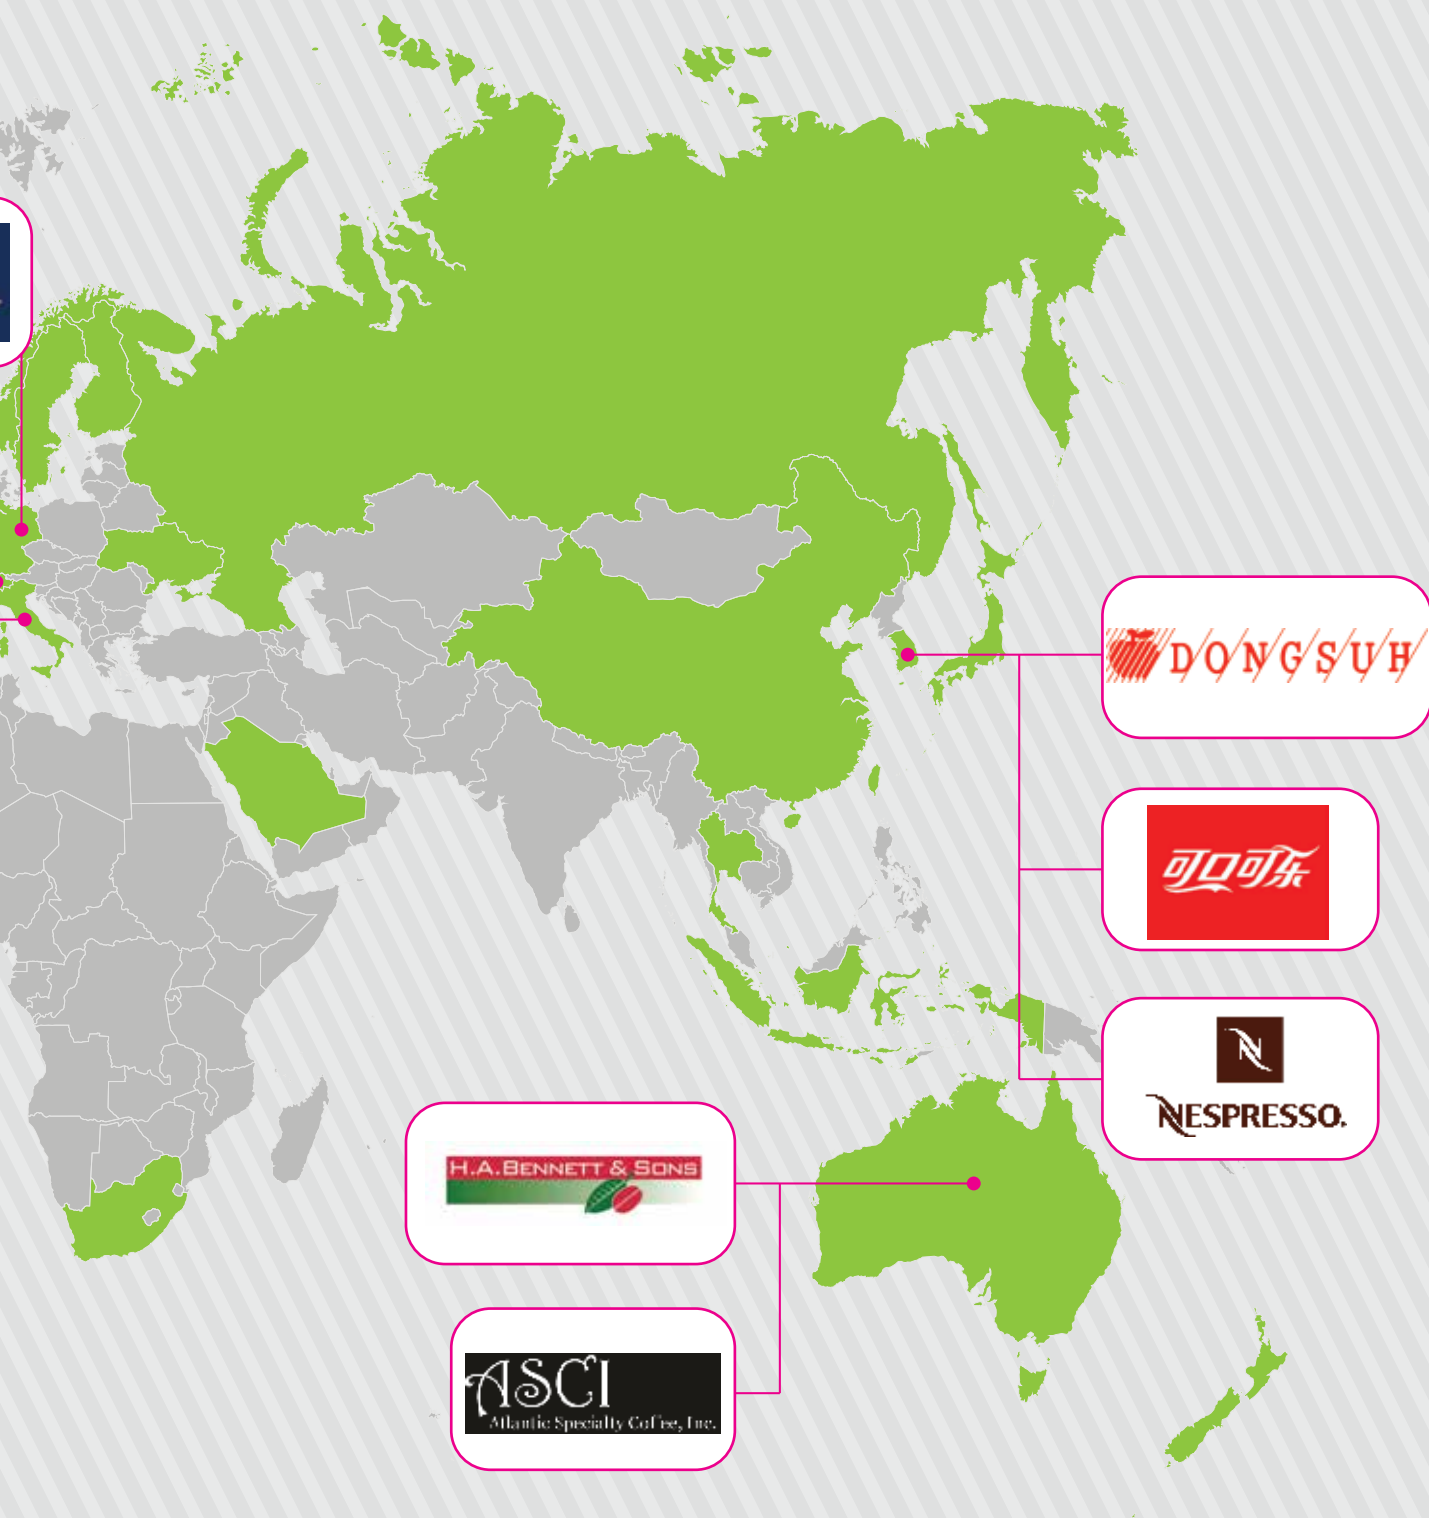 DONGSUH
可口可乐
N
NESPRESSO.
H.A. BENNETT & SONS
ASCI
Atlantic Specialty Coffee, Inc.